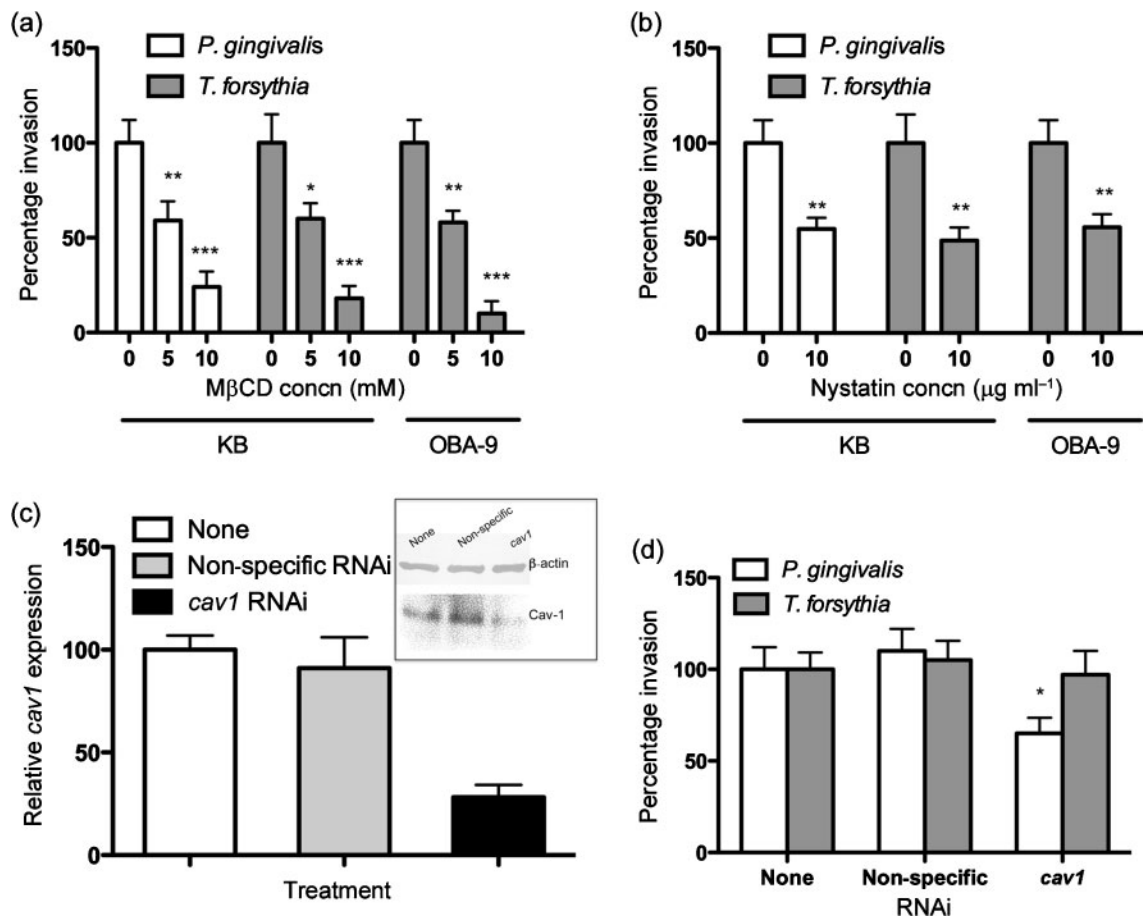 (a)
150
100
50
0
Percentage invasion
P. gingivalis
T. forsythia
**
***
*
***
**
***
0 5 10 0 5 10 0 5 10
MβCD concn (mM)
KB OBA-9
(b)
150
100
50
0
Percentage invasion
P. gingivalis
T. forsythia
**
**
**
0 10 0 10 0 10
Nystatin concn (μg ml⁻¹)
KB OBA-9
(c)
150
100
50
0
Relative cav1 expression
None
Non-specific RNAi
cav1 RNAi
None Non-specific cav1
β-actin
Cav-1
Treatment
(d)
150
100
50
0
Percentage invasion
P. gingivalis
T. forsythia
*
None Non-specific cav1
RNAi